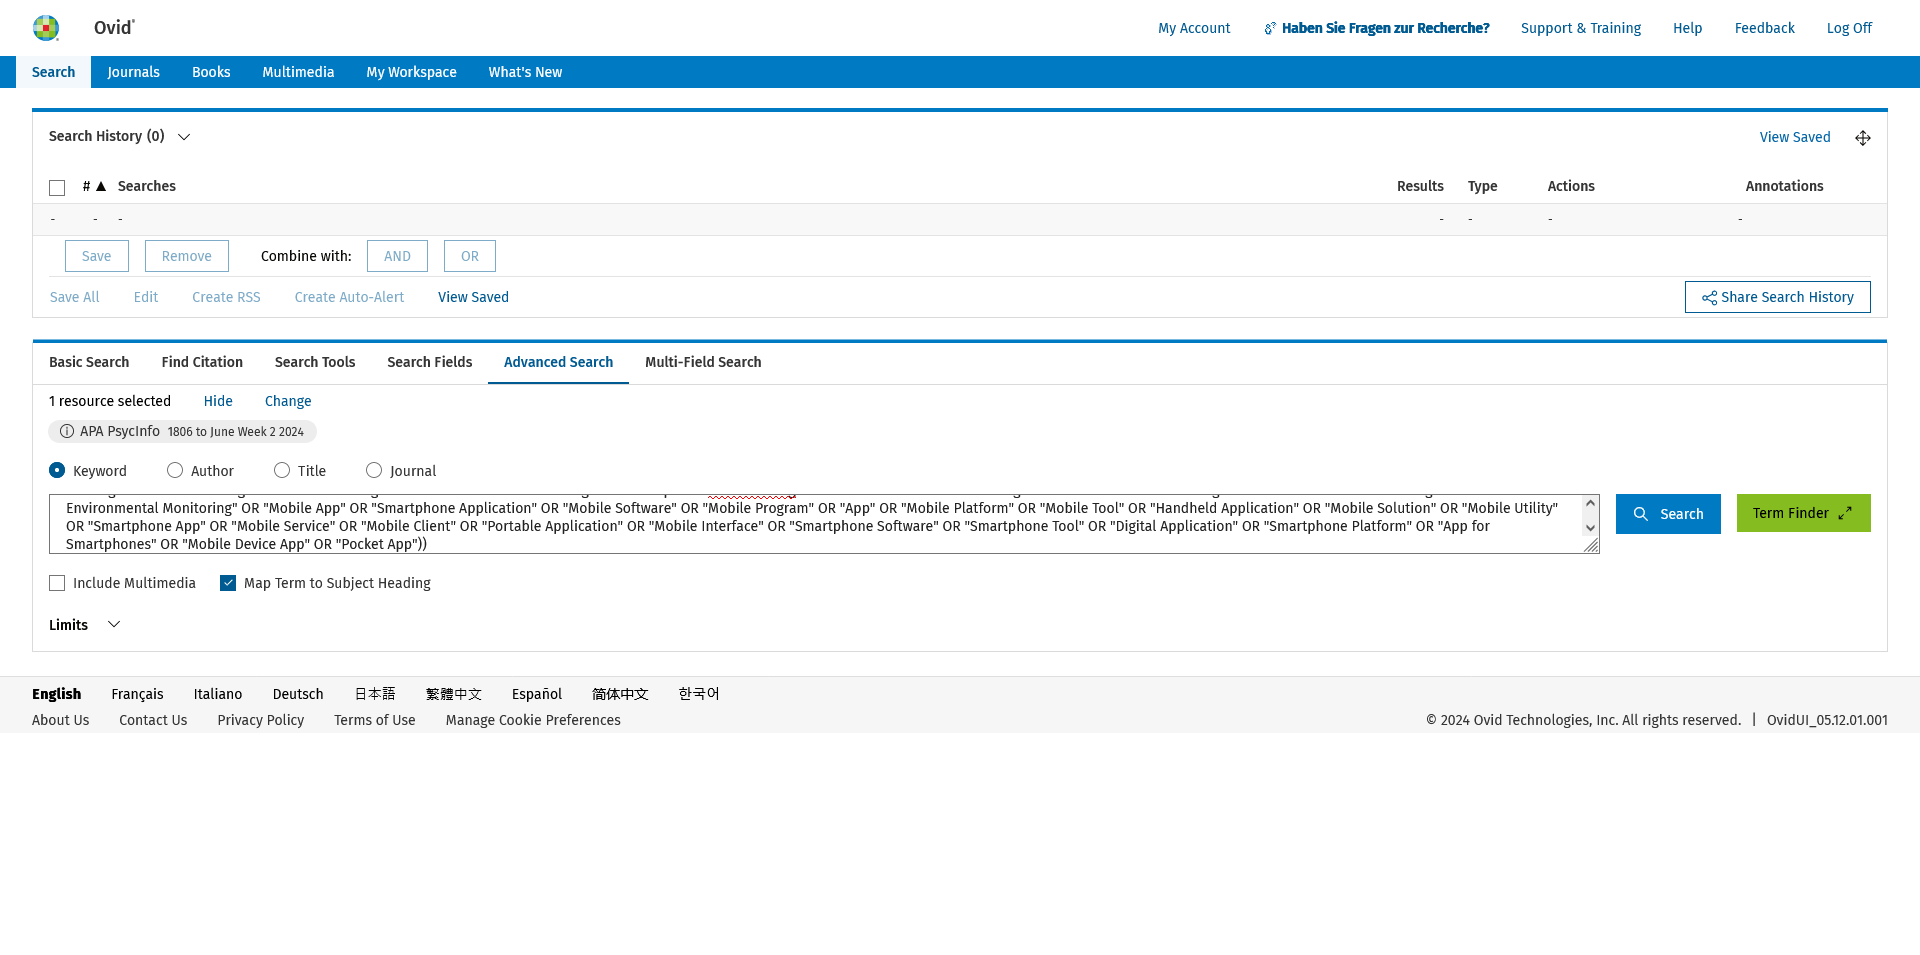 Ovid®
My Account
Haben Sie Fragen zur Recherche?
Support & Training
Help
Feedback
Log Off
Search
Journals
Books
Multimedia
My Workspace
What's New
Search History (0)
View Saved
# ▲ Searches
Results
Type
Actions
Annotations
- - - - - - -
Save
Remove
Combine with:
AND
OR
Save All
Edit
Create RSS
Create Auto-Alert
View Saved
Share Search History
Basic Search
Find Citation
Search Tools
Search Fields
Advanced Search
Multi-Field Search
1 resource selected
Hide
Change
APA PsycInfo 1806 to June Week 2 2024
Keyword
Author
Title
Journal
Environmental Monitoring" OR "Mobile App" OR "Smartphone Application" OR "Mobile Software" OR "Mobile Program" OR "App" OR "Mobile Platform" OR "Mobile Tool" OR "Handheld Application" OR "Mobile Solution" OR "Mobile Utility"
OR "Smartphone App" OR "Mobile Service" OR "Mobile Client" OR "Portable Application" OR "Mobile Interface" OR "Smartphone Software" OR "Smartphone Tool" OR "Digital Application" OR "Smartphone Platform" OR "App for
Smartphones" OR "Mobile Device App" OR "Pocket App"))
Search
Term Finder
Include Multimedia
Map Term to Subject Heading
Limits
English
Français
Italiano
Deutsch
日本語
繁體中文
Español
简体中文
한국어
About Us
Contact Us
Privacy Policy
Terms of Use
Manage Cookie Preferences
© 2024 Ovid Technologies, Inc. All rights reserved. | OvidUI_05.12.01.001